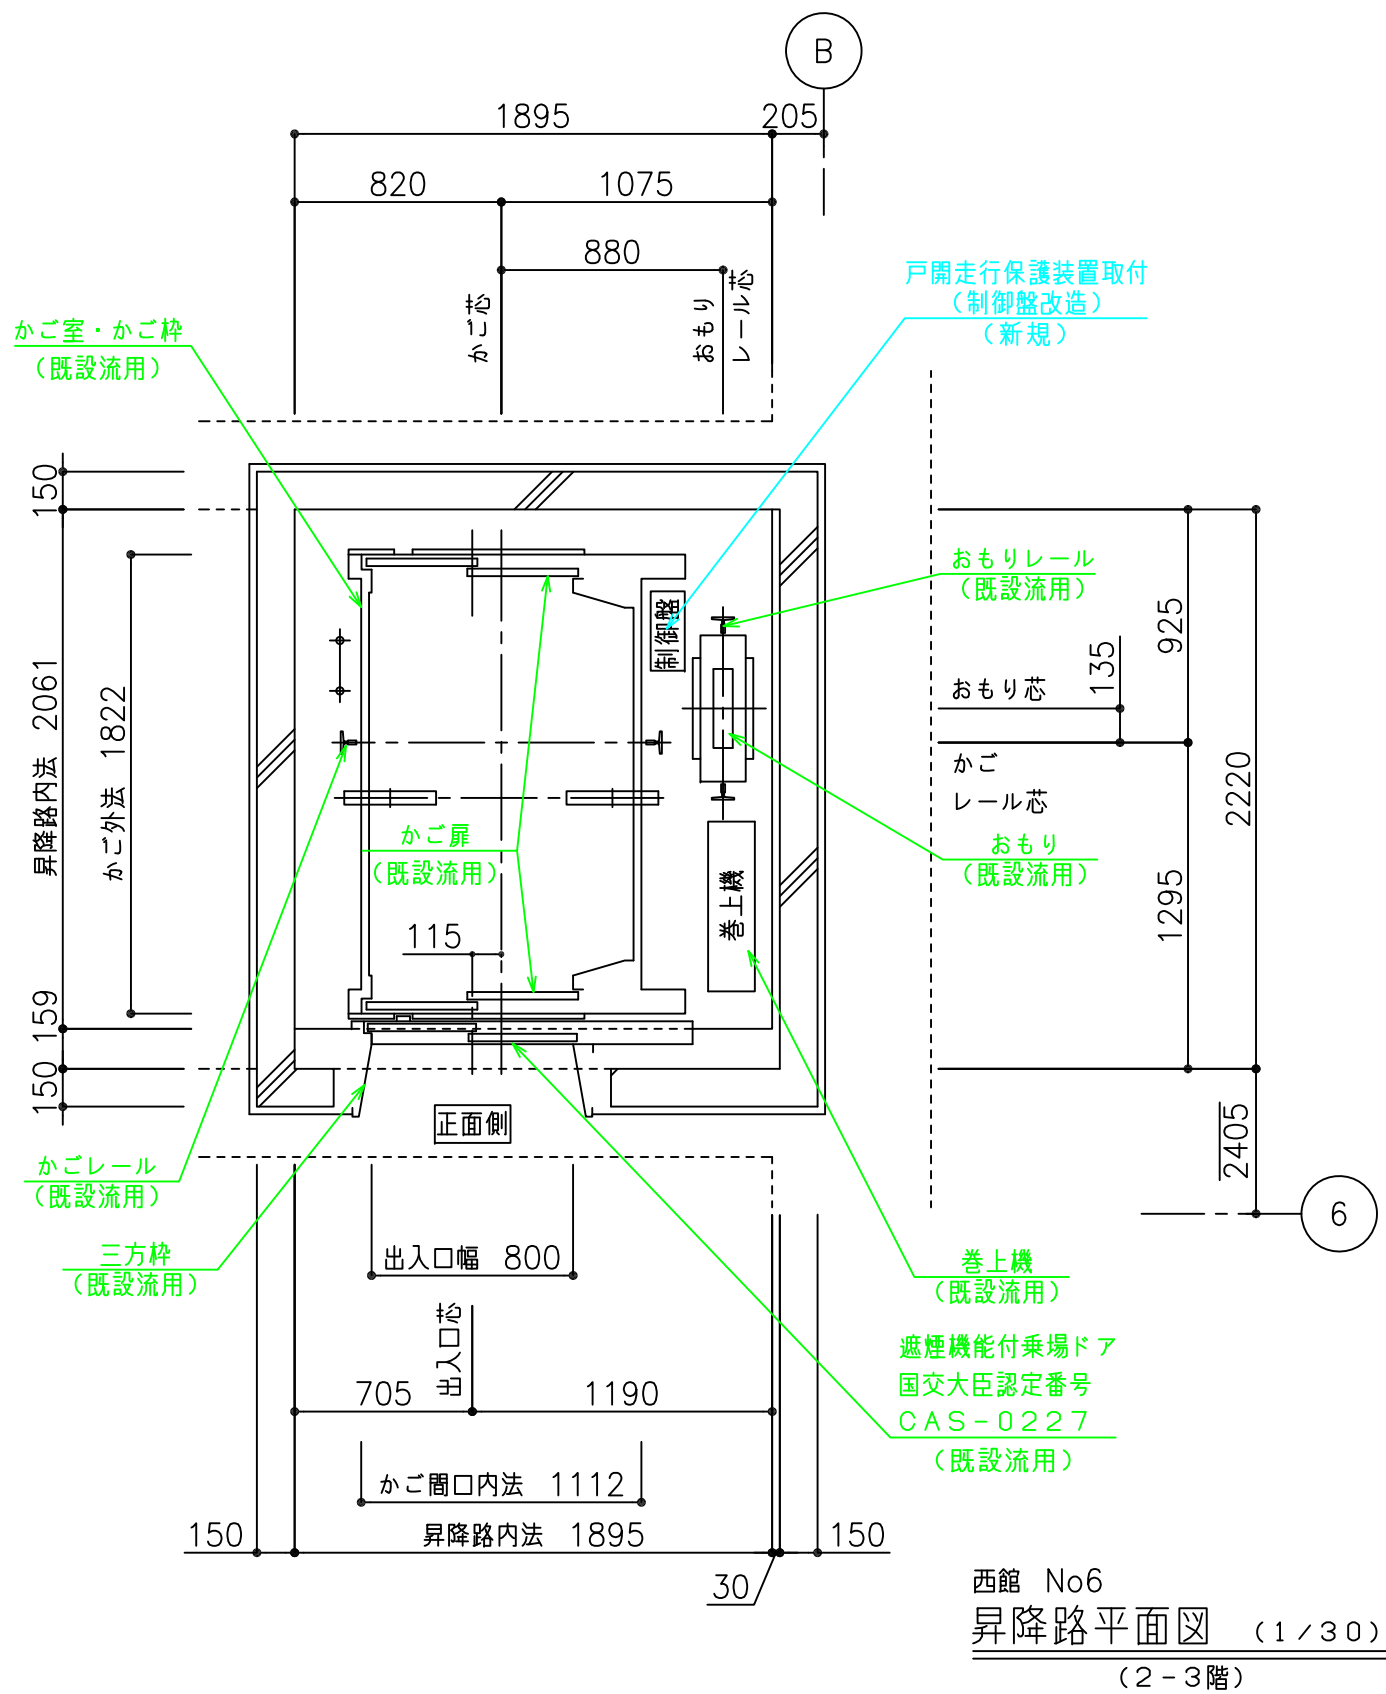 B
1895
205
820
1075
880
かご芯
おもり
レール芯
戸開走行保護装置取付
（制御盤改造）
（新規）
かご室・かご枠
（既設流用）
150
昇降路内法 2061
159
150
かご外法 1822
制御盤
おもりレール
（既設流用）
925
135
おもり芯
かご
レール芯
2220
1295
おもり
（既設流用）
かご扉
（既設流用）
巻上機
115
正面側
2405
6
かごレール
（既設流用）
三方枠
（既設流用）
出入口幅 800
出入口芯
705
1190
巻上機
（既設流用）
遮煙機能付乗場ドア
国交大臣認定番号
CAS-0227
（既設流用）
かご間口内法 1112
150
昇降路内法 1895
150
30
西館 No6
昇降路平面図 （1/30）
（2-3階）